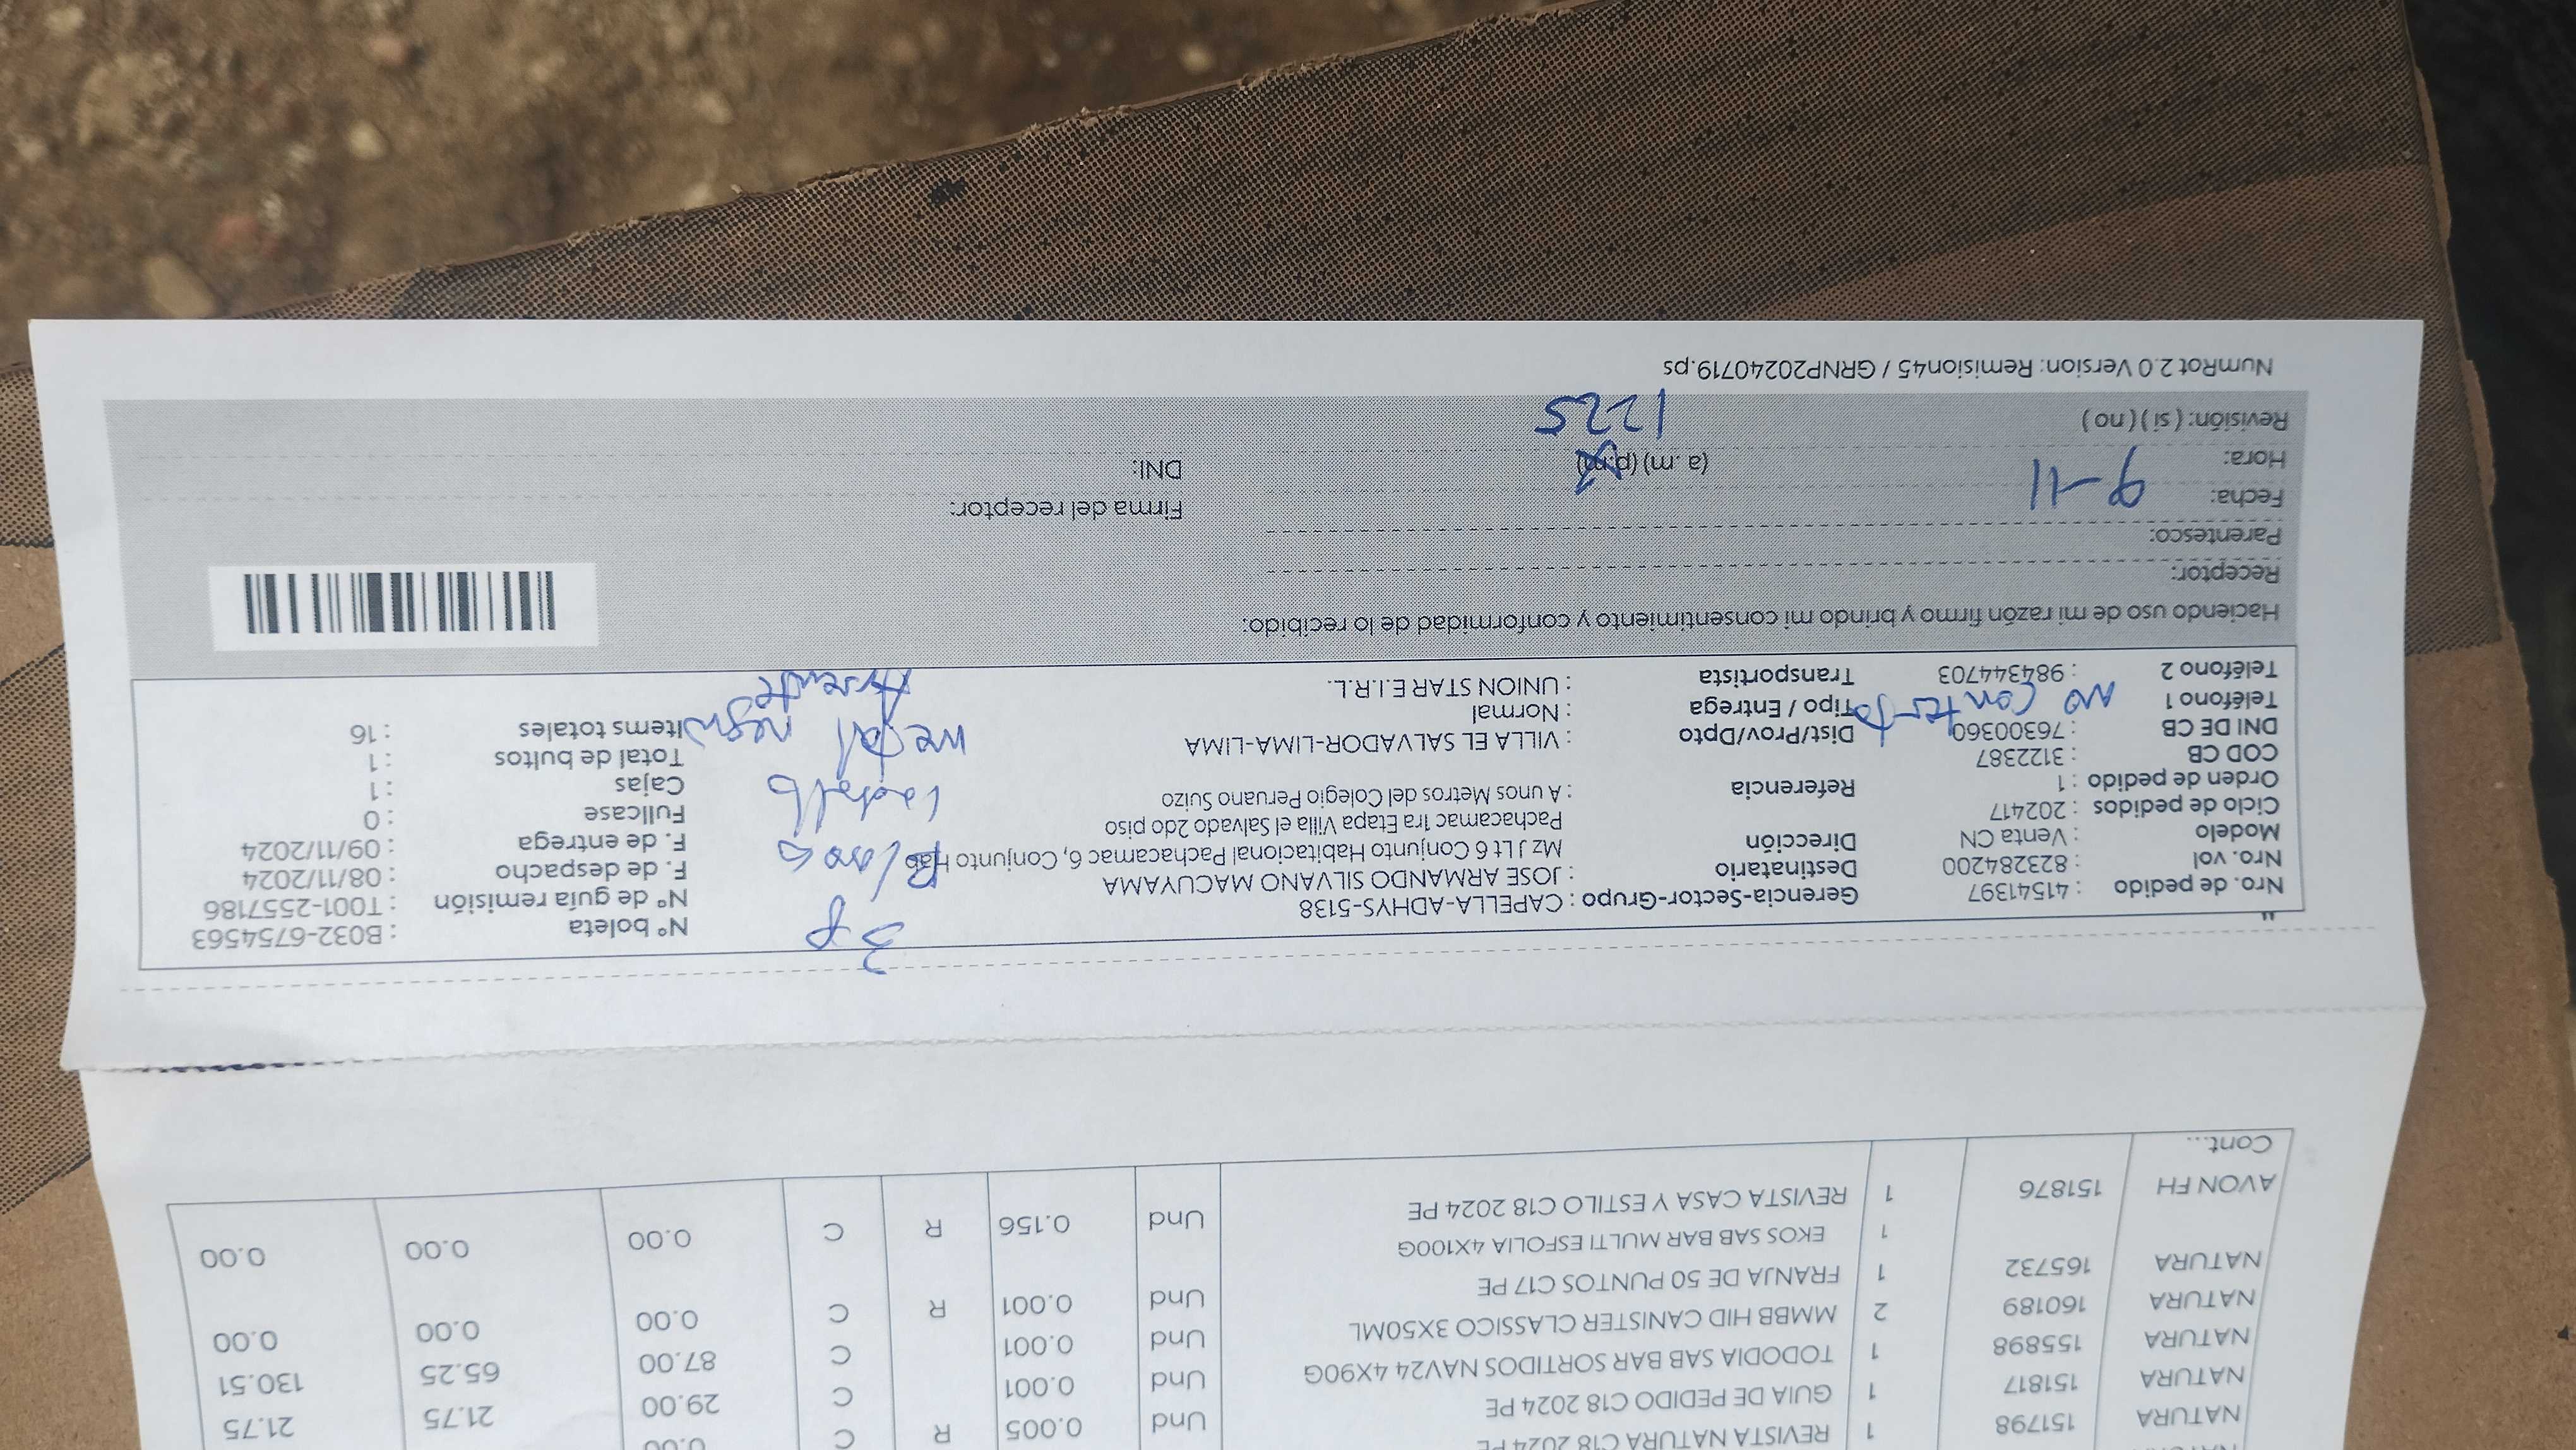 REVISTA NATURA C18 2024 PE
NATURA 151798 1 GUIA DE PEDIDO C18 2024 PE Und 0.005 R C 0.00
NATURA 151817 1 TODODIA SAB BAR SORTIDOS NAV24 4X90G Und 0.001 C 29.00 21.75 21.75
NATURA 155898 2 MMBB HID CANISTER CLASSICO 3X50ML Und 0.001 C 87.00 65.25 130.51
NATURA 160189 1 FRANJA DE 50 PUNTOS C17 PE Und 0.001 R C 0.00 0.00 0.00
NATURA 165732 1 EKOS SAB BAR MULTI ESFOLIA 4X100G
AVON FH 151876 1 REVISTA CASA Y ESTILO C18 2024 PE Und 0.156 R C 0.00 0.00 0.00
Cont...
Nro. de pedido : 41541397
Nro. vol : 823284200
Modelo : Venta CN
Ciclo de pedidos : 202417
Orden de pedido : 1
COD CB : 3122387
DNI DE CB : 76300360
Teléfono 1
Teléfono 2 : 984344703
NO Contesto
Gerencia-Sector-Grupo : CAPELLA-ADHYS-5138
Destinatario : JOSE ARMANDO SILVANO MACUYAMA
Dirección : Mz J Lt 6 Conjunto Habitacional Pachacamac 6, Conjunto Hab
Pachacamac 1ra Etapa Villa el Salvado 2do piso
Referencia : A unos Metros del Colegio Peruano Suizo
Dist/Prov/Dpto : VILLA EL SALVADOR-LIMA-LIMA
Tipo / Entrega : Normal
Transportista : UNION STAR E.I.R.L.
3 p
Blanco
Ladrillo
metal negro
Ausente
N° boleta : B032-6754563
N° de guía remisión : T001-2557186
F. de despacho : 08/11/2024
F. de entrega : 09/11/2024
Fullcase : 0
Cajas : 1
Total de bultos : 1
Items totales : 16
Haciendo uso de mi razón firmo y brindo mi consentimiento y conformidad de lo recibido:
Receptor:
Parentesco:
Fecha: 9-11
Firma del receptor:
Hora: (a.m) (p.m)
DNI:
1225
Revisión: ( si ) ( no )
NumRot 2.0 Version: Remision45 / GRNP20240719.ps